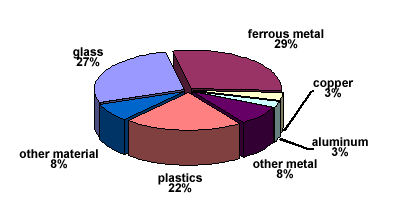 ferrous metal
29%
glass
27%
copper
3%
aluminum
3%
other material
8%
other metal
8%
plastics
22%